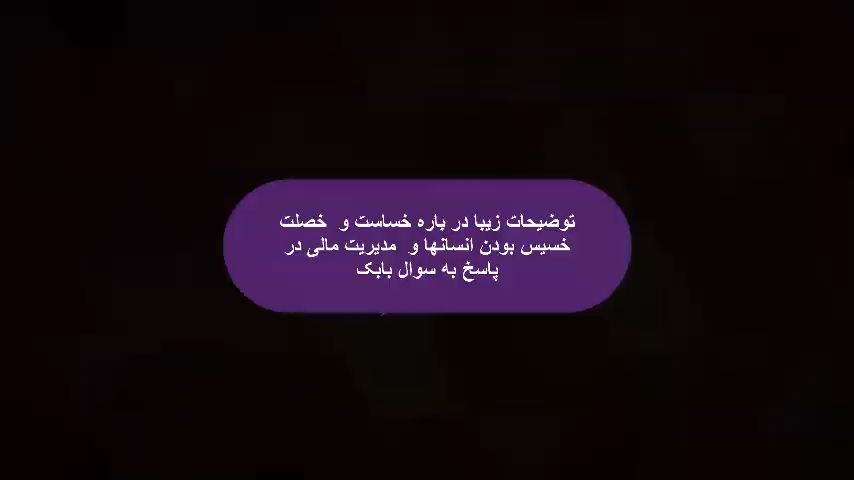 توضیحات زیبا در باره خساست و خصلت
خسیس بودن انسانها و مدیریت مالی در
پاسخ به سوال بابک